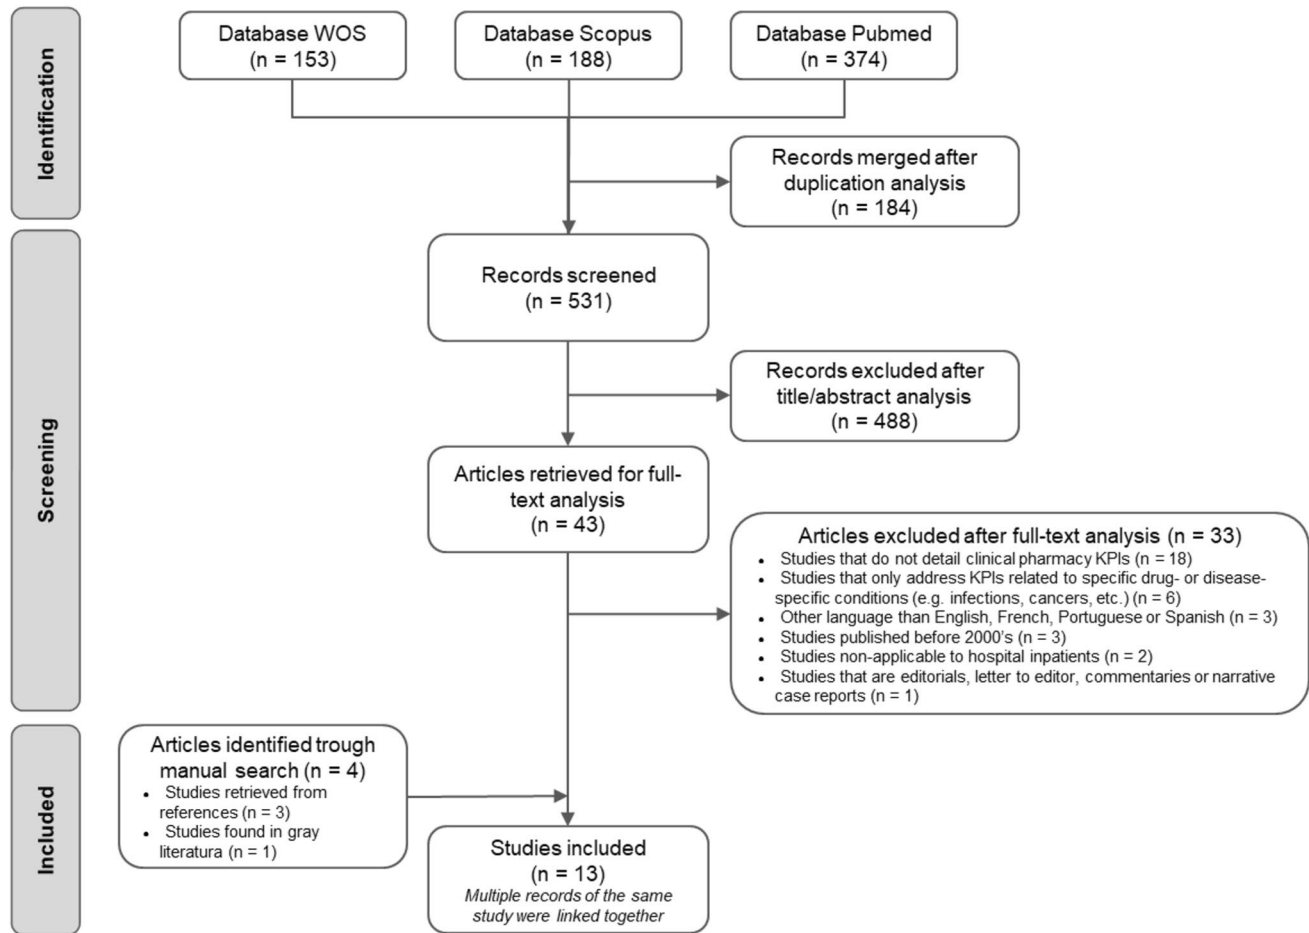 Identification
Database WOS
(n = 153)
Database Scopus
(n = 188)
Database Pubmed
(n = 374)
Records merged after
duplication analysis
(n = 184)
Screening
Records screened
(n = 531)
Records excluded after
title/abstract analysis
(n = 488)
Articles retrieved for full-
text analysis
(n = 43)
Articles excluded after full-text analysis (n = 33)
• Studies that do not detail clinical pharmacy KPIs (n = 18)
• Studies that only address KPIs related to specific drug- or disease-
specific conditions (e.g. infections, cancers, etc.) (n = 6)
• Other language than English, French, Portuguese or Spanish (n = 3)
• Studies published before 2000's (n = 3)
• Studies non-applicable to hospital inpatients (n = 2)
• Studies that are editorials, letter to editor, commentaries or narrative
case reports (n = 1)
Included
Articles identified trough
manual search (n = 4)
• Studies retrieved from
references (n = 3)
• Studies found in gray
literatura (n = 1)
Studies included
(n = 13)
Multiple records of the same
study were linked together